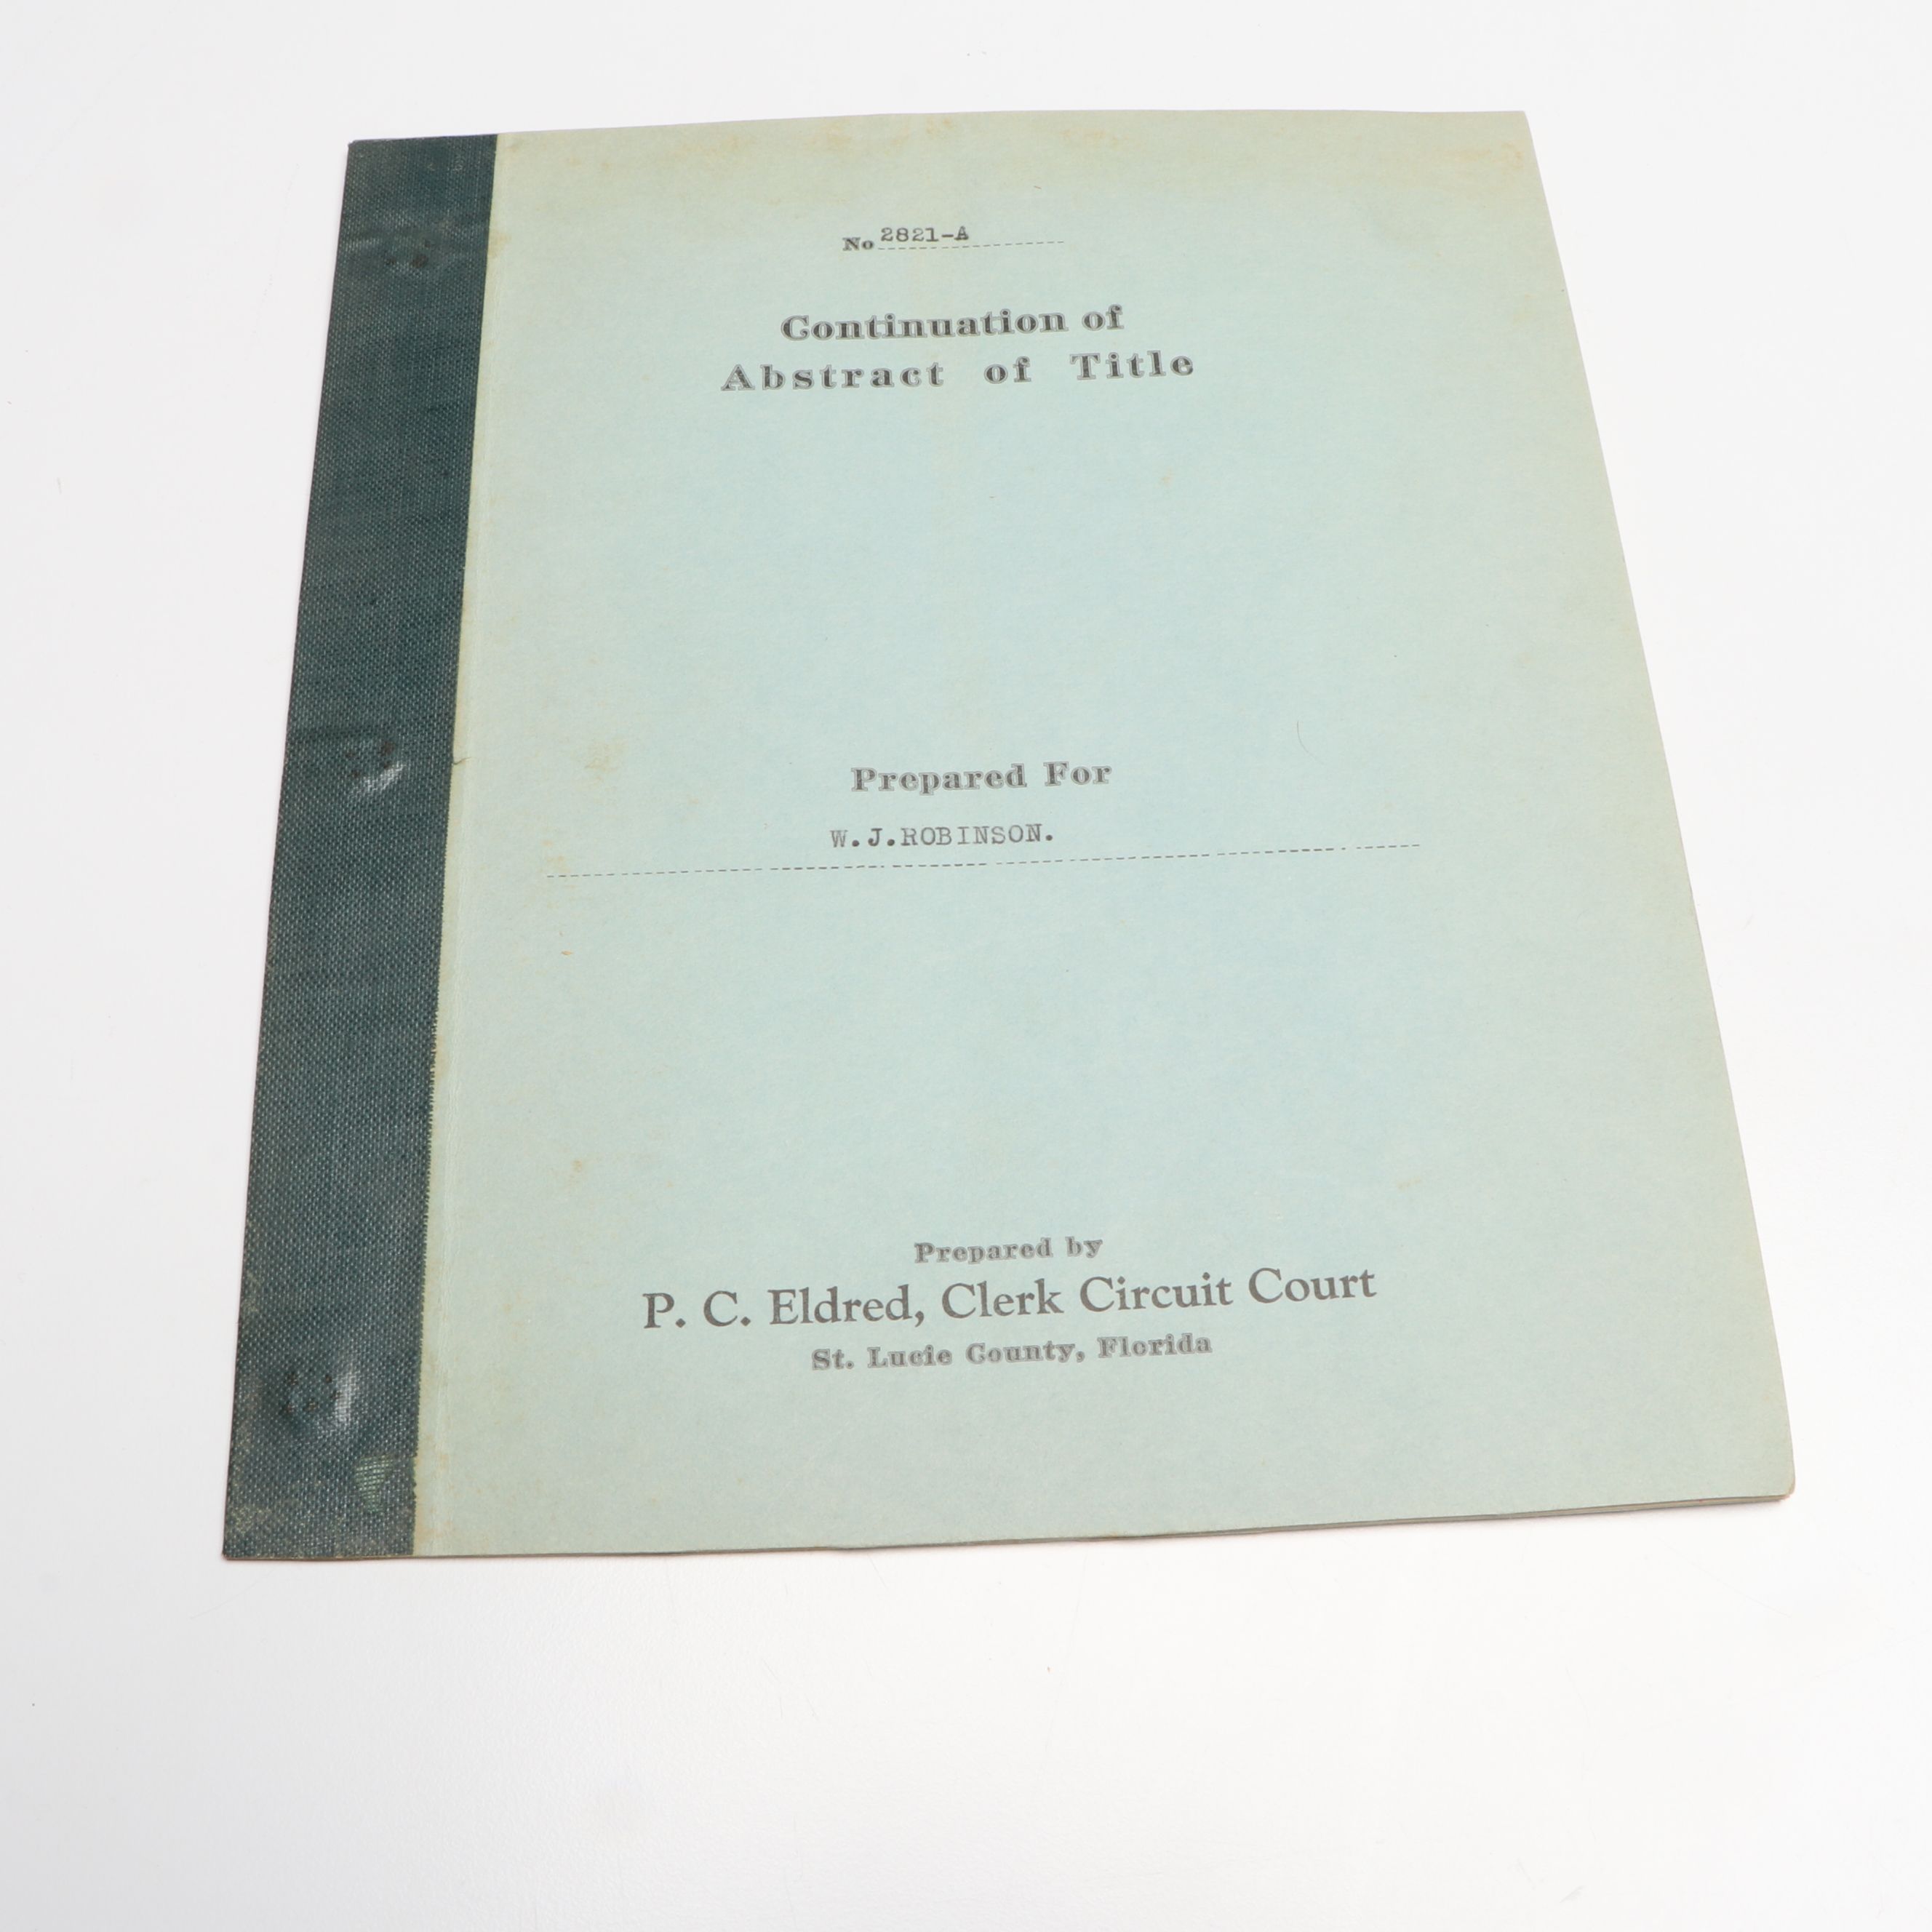 No 2821-A
Continuation of
Abstract of Title
Prepared For
W.J.ROBINSON.
Prepared by
P. C. Eldred, Clerk Circuit Court
St. Lucie County, Florida